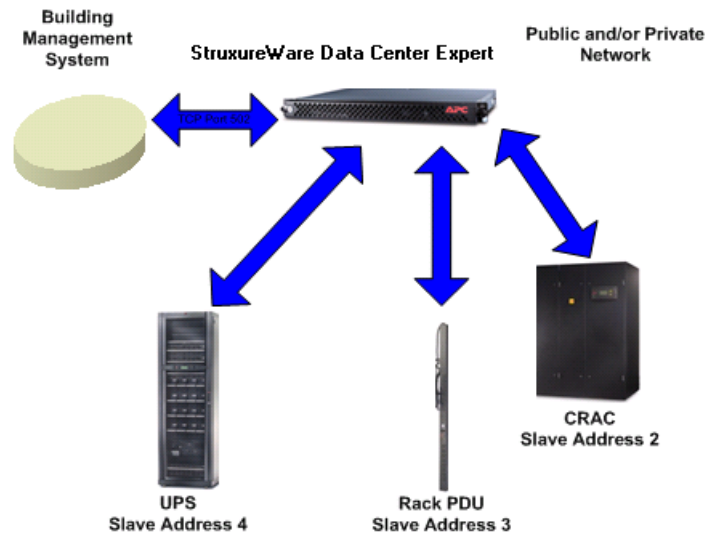 Building
Management
System
StruxureWare Data Center Expert
Public and/or Private
Network
TCP Port 502
APC
CRAC
Slave Address 2
UPS
Slave Address 4
Rack PDU
Slave Address 3